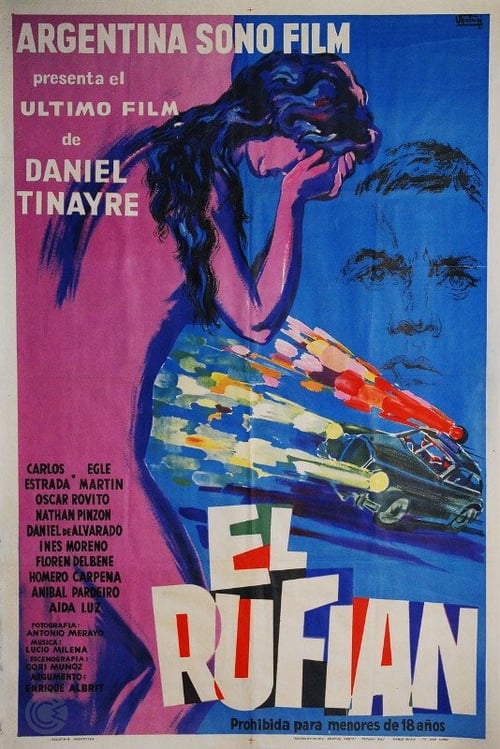 ARGENTINA SONO FILM
presenta el
ULTIMO FILM
de
DANIEL
TINAYRE
CARLOS EGLE
ESTRADA MARTIN
OSCAR ROVITO
NATHAN PINZON
DANIEL de ALVARADO
INES MORENO
FLOREN DELBENE
HOMERO CARPENA
ANIBAL PARDEIRO
AIDA LUZ
FOTOGRAFIA:
ANTONIO MERAYO
MUSICA:
LUCIO MILENA
ESCENOGRAFIA:
GORI MUÑOZ
ARGUMENTO:
ENRIQUE ALBRIT
EL
RUFIAN
Prohibida para menores de 18 años